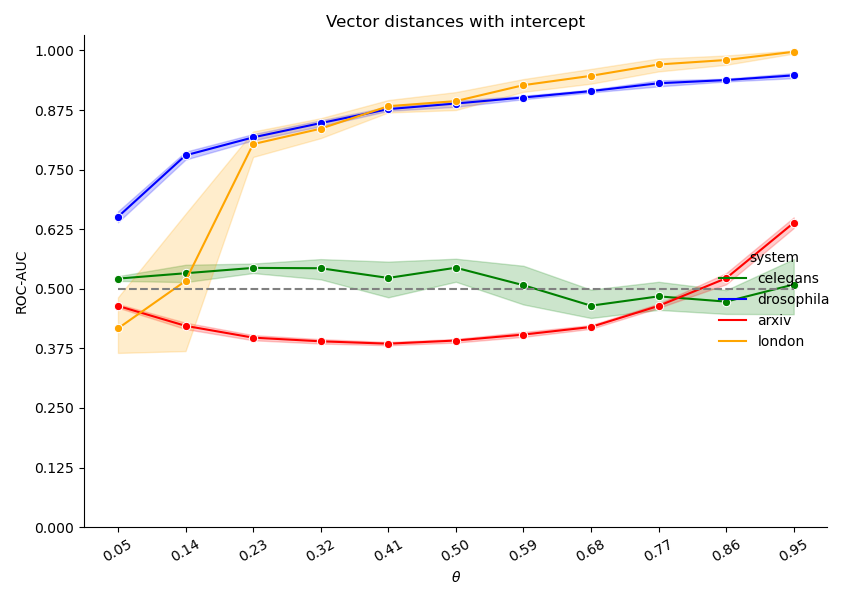 Vector distances with intercept
ROC-AUC
1.000
0.875
0.750
0.625
0.500
0.375
0.250
0.125
0.000
system
celegans
drosophila
arxiv
london
0.05 0.14 0.23 0.32 0.41 0.50 0.59 0.68 0.77 0.86 0.95
θ